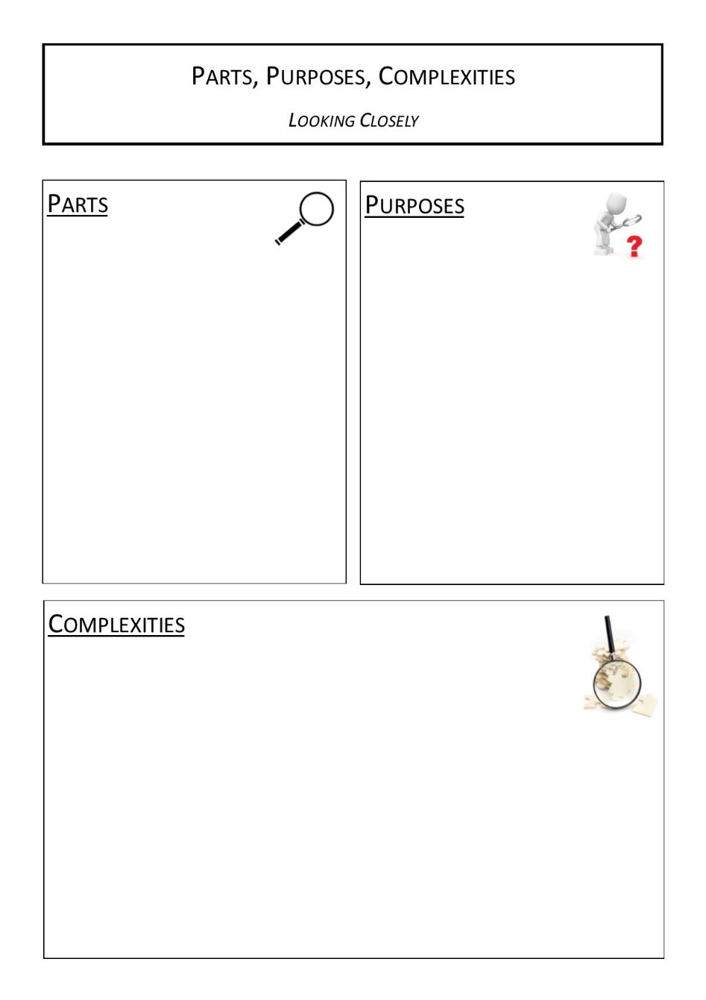 PARTS, PURPOSES, COMPLEXITIES
LOOKING CLOSELY
PARTS
PURPOSES
?
COMPLEXITIES